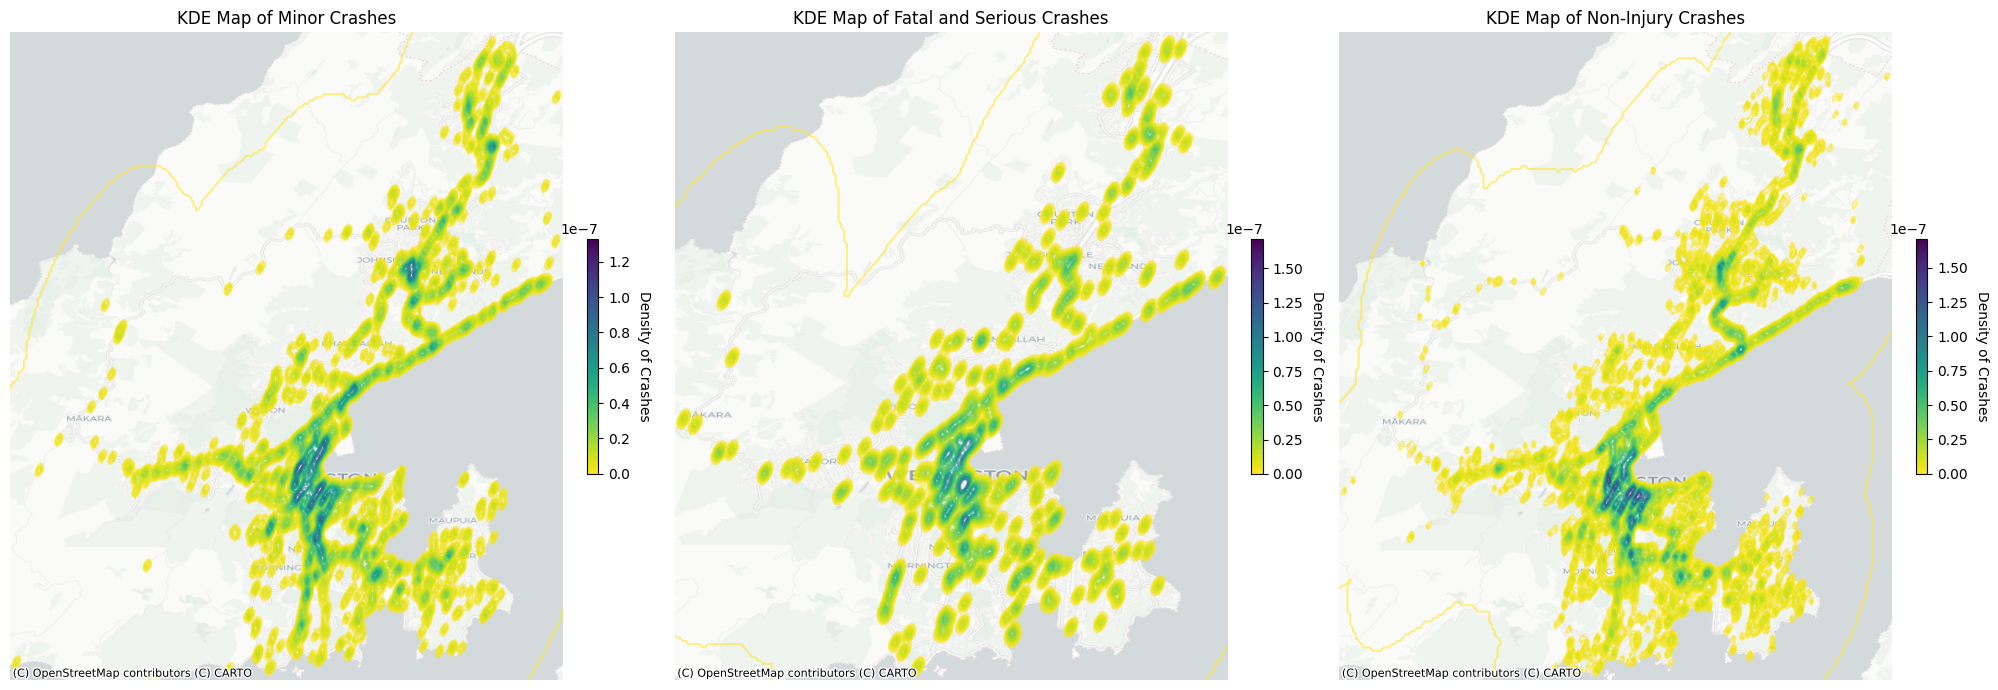 KDE Map of Minor Crashes
JOHNS
MĀKARA
MAUPUIA
(C) OpenStreetMap contributors (C) CARTO
1e−7
1.2
1.0
0.8
0.6
0.4
0.2
0.0
Density of Crashes
KDE Map of Fatal and Serious Crashes
(C) OpenStreetMap contributors (C) CARTO
1e−7
1.50
1.25
1.00
0.75
0.50
0.25
0.00
Density of Crashes
KDE Map of Non-Injury Crashes
MAKARA
(C) OpenStreetMap contributors (C) CARTO
1e−7
1.50
1.25
1.00
0.75
0.50
0.25
0.00
Density of Crashes